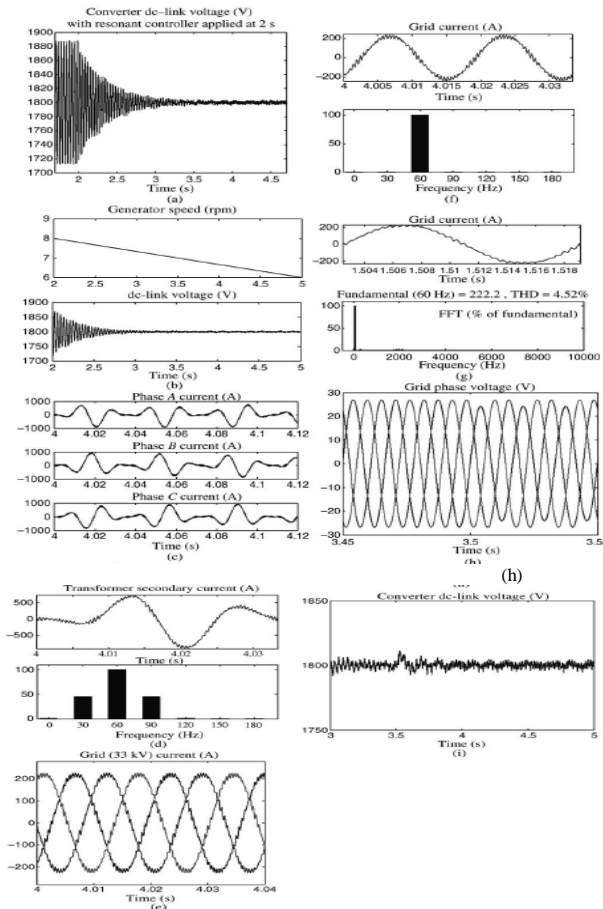 Converter dc-link voltage (V)
with resonant controller applied at 2 s
1900
1880
1860
1840
1820
1800
1780
1760
1740
1720
1700
2 2.5 3 3.5 4 4.5
Time (s)
(a)
Generator speed (rpm)
9
8
7
6
2 2.5 3 3.5 4 4.5 5
dc-link voltage (V)
1900
1850
1800
1750
1700
2 2.5 3 3.5 4 4.5 5
Time (s)
(b)
Phase A current (A)
1000
0
-1000
4 4.02 4.04 4.06 4.08 4.1 4.12
Phase B current (A)
1000
0
-1000
4 4.02 4.04 4.06 4.08 4.1 4.12
Phase C current (A)
1000
0
-1000
4 4.02 4.04 4.06 4.08 4.1 4.12
Time (s)
(c)
Transformer secondary current (A)
500
0
-500
4 4.01 4.02 4.03
Time (s)
100
50
0
0 30 60 90 120 150 180
Frequency (Hz)
(d)
Grid (33 kV) current (A)
200
100
0
-100
-200
4 4.01 4.02 4.03 4.04
Time (s)
(e)
Grid current (A)
200
0
-200
4 4.005 4.01 4.015 4.02 4.025 4.03
Time (s)
100
50
0
0 30 60 90 120 150 180
Frequency (Hz)
(f)
Grid current (A)
200
0
-200
1.504 1.506 1.508 1.51 1.512 1.514 1.516 1.518
Time (s)
Fundamental (60 Hz) = 222.2 , THD = 4.52%
FFT (% of fundamental)
100
50
0
0 2000 4000 6000 8000 10000
Frequency (Hz)
(g)
Grid phase voltage (V)
30
20
10
0
-10
-20
-30
3.45 3.5 3.5
Time (s)
(h)
Converter dc-link voltage (V)
1850
1800
1750
3 3.5 4 4.5 5
Time (s)
(i)